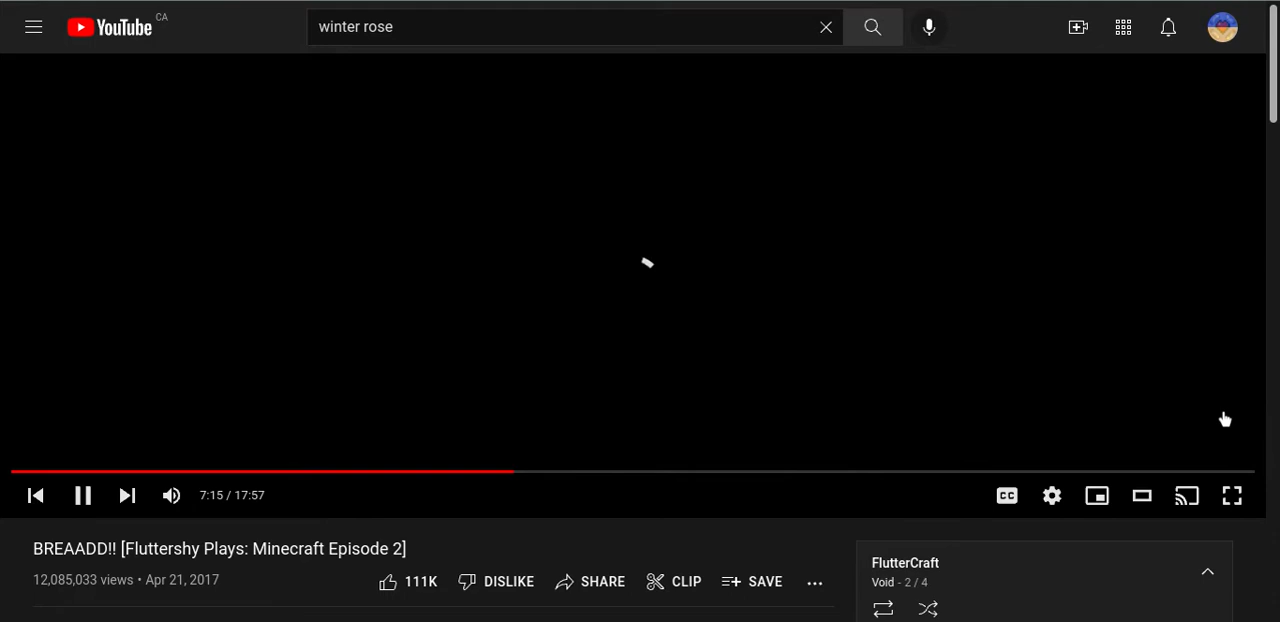 YouTube CA
winter rose
7:15 / 17:57
CC
BREAADD!! [Fluttershy Plays: Minecraft Episode 2]
12,085,033 views • Apr 21, 2017
111K DISLIKE SHARE CLIP SAVE ...
FlutterCraft
Void - 2 / 4